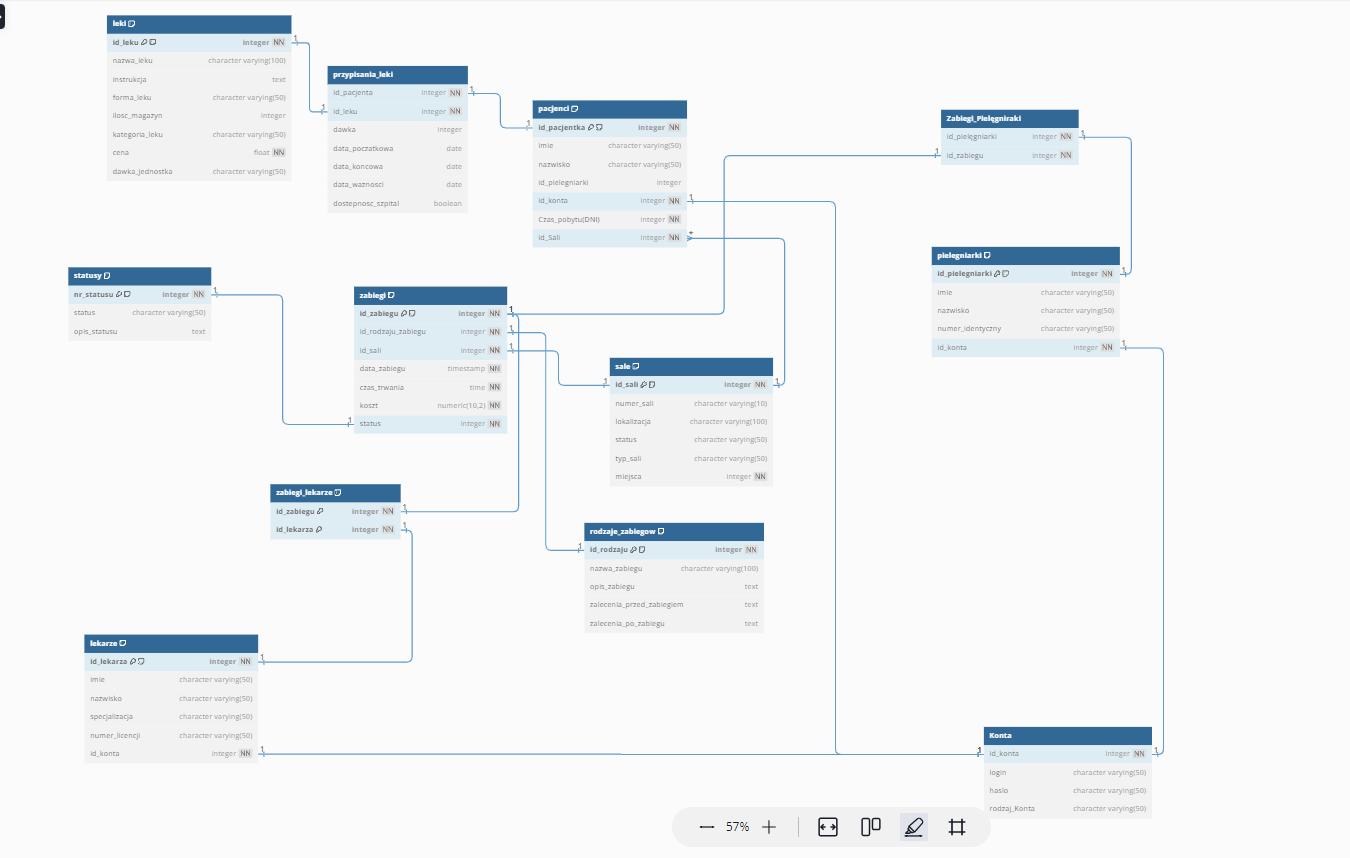 leki
id_leku integer NN
nazwa_leku character varying(100)
instrukcja text
forma_leku character varying(50)
ilosc_magazyn integer
kategoria_leku character varying(50)
cena float NN
dawka_jednostka character varying(50)
przypisania_leki
id_pacjenta integer NN
id_leku integer NN
dawka integer
data_poczatkowa date
data_koncowa date
data_waznosci date
dostepnosc_szpital boolean
pacjenci
id_pacjentka integer NN
imie character varying(50)
nazwisko character varying(50)
id_pielegniarki integer
id_konta integer NN
Czas_pobytu(DNI) integer NN
id_Sali integer NN
Zabiegi_Pielęgniraki
id_pielęgniarki integer NN
id_zabiegu integer NN
pielegniarki
id_pielegniarki integer NN
imie character varying(50)
nazwisko character varying(50)
numer_identyczny character varying(50)
id_konta integer NN
statusy
nr_statusu integer NN
status character varying(50)
opis_statusu text
zabiegi
id_zabiegu integer NN
id_rodzaju_zabiegu integer NN
id_sali integer NN
data_zabiegu timestamp NN
czas_trwania time NN
koszt numeric(10,2) NN
status integer NN
sale
id_sali integer NN
numer_sali character varying(10)
lokalizacja character varying(100)
status character varying(50)
typ_sali character varying(50)
miejsca integer NN
zabiegi_lekarze
id_zabiegu integer NN
id_lekarza integer NN
rodzaje_zabiegow
id_rodzaju integer NN
nazwa_zabiegu character varying(100)
opis_zabiegu text
zalecenia_przed_zabiegiem text
zalecenia_po_zabiegu text
lekarze
id_lekarza integer NN
imie character varying(50)
nazwisko character varying(50)
specjalizacja character varying(50)
numer_licencji character varying(50)
id_konta integer NN
Konta
id_konta integer NN
login character varying(50)
haslo character varying(50)
rodzaj_Konta character varying(50)
57%